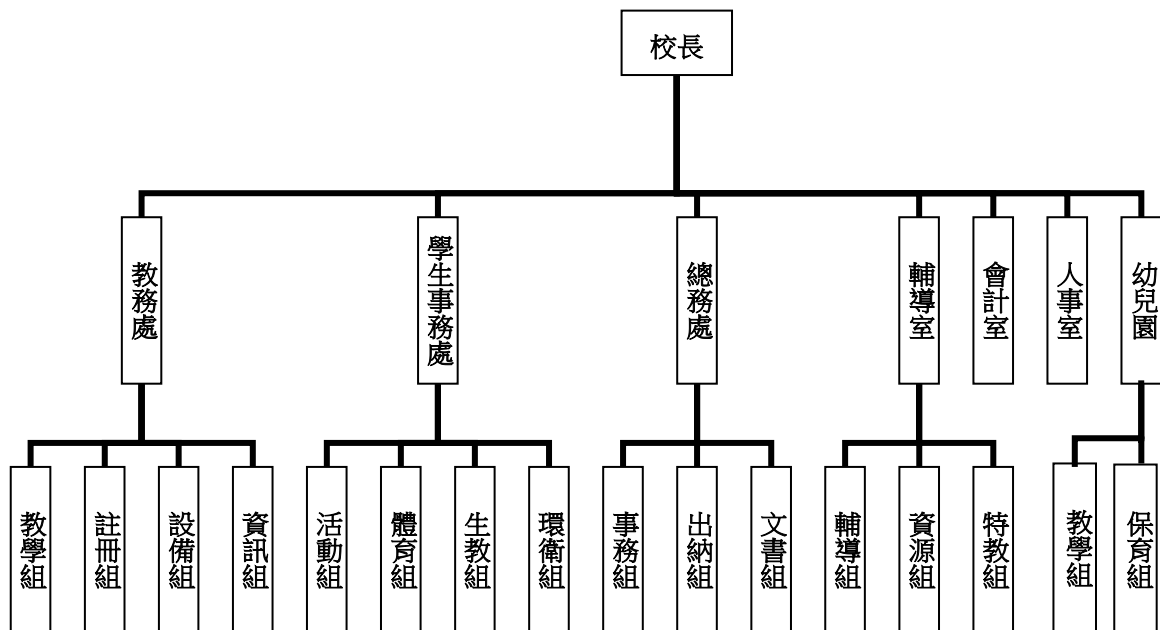 校長
教務處
學生事務處
總務處
輔導室
會計室
人事室
幼兒園
教學組
註冊組
設備組
資訊組
活動組
體育組
生教組
環衛組
事務組
出納組
文書組
輔導組
資源組
特教組
教學組
保育組